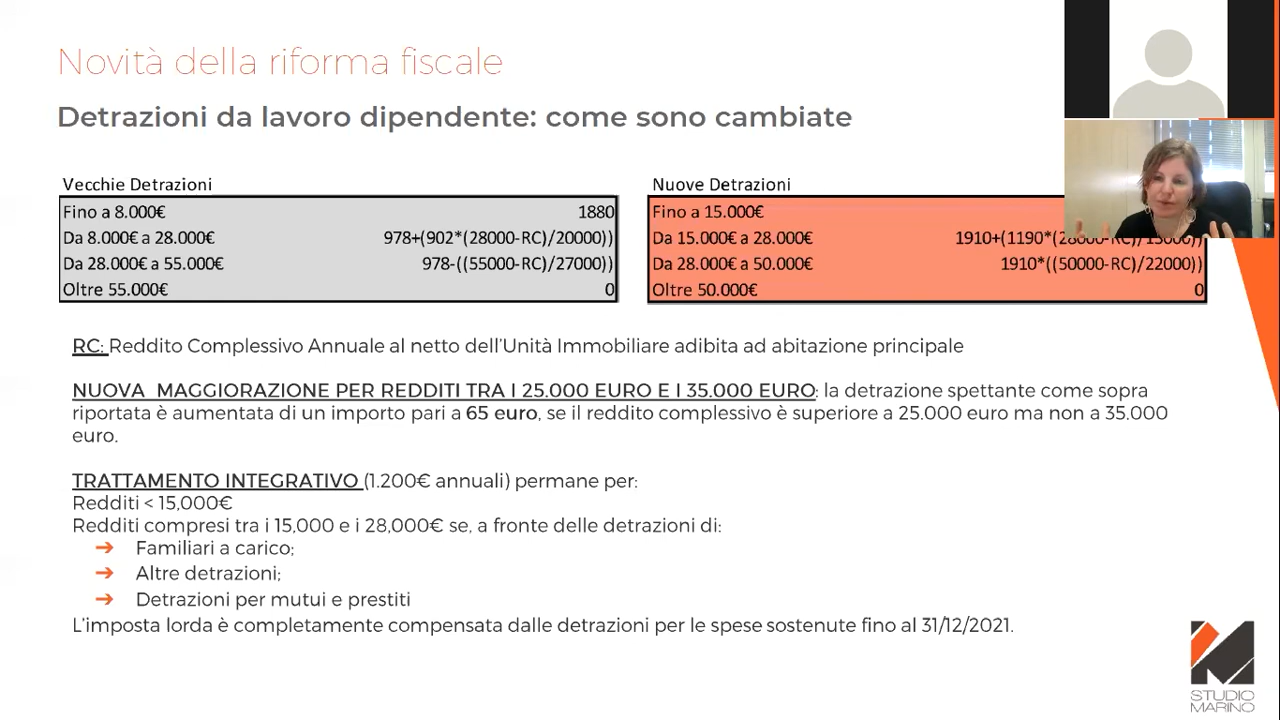 Novità della riforma fiscale
Detrazioni da lavoro dipendente: come sono cambiate
Vecchie Detrazioni
Fino a 8.000€ 1880
Da 8.000€ a 28.000€ 978+(902*(28000-RC)/20000))
Da 28.000€ a 55.000€ 978-((55000-RC)/27000))
Oltre 55.000€ 0
Nuove Detrazioni
Fino a 15.000€
Da 15.000€ a 28.000€ 1910+(1190*(28000-RC)/13000))
Da 28.000€ a 50.000€ 1910*((50000-RC)/22000))
Oltre 50.000€ 0
RC: Reddito Complessivo Annuale al netto dell'Unità Immobiliare adibita ad abitazione principale
NUOVA MAGGIORAZIONE PER REDDITI TRA I 25.000 EURO E I 35.000 EURO: la detrazione spettante come sopra
riportata è aumentata di un importo pari a 65 euro, se il reddito complessivo è superiore a 25.000 euro ma non a 35.000
euro.
TRATTAMENTO INTEGRATIVO (1.200€ annuali) permane per:
Redditi < 15,000€
Redditi compresi tra i 15,000 e i 28,000€ se, a fronte delle detrazioni di:
➔ Familiari a carico;
➔ Altre detrazioni;
➔ Detrazioni per mutui e prestiti
L'imposta lorda è completamente compensata dalle detrazioni per le spese sostenute fino al 31/12/2021.
STUDIO
MARINO